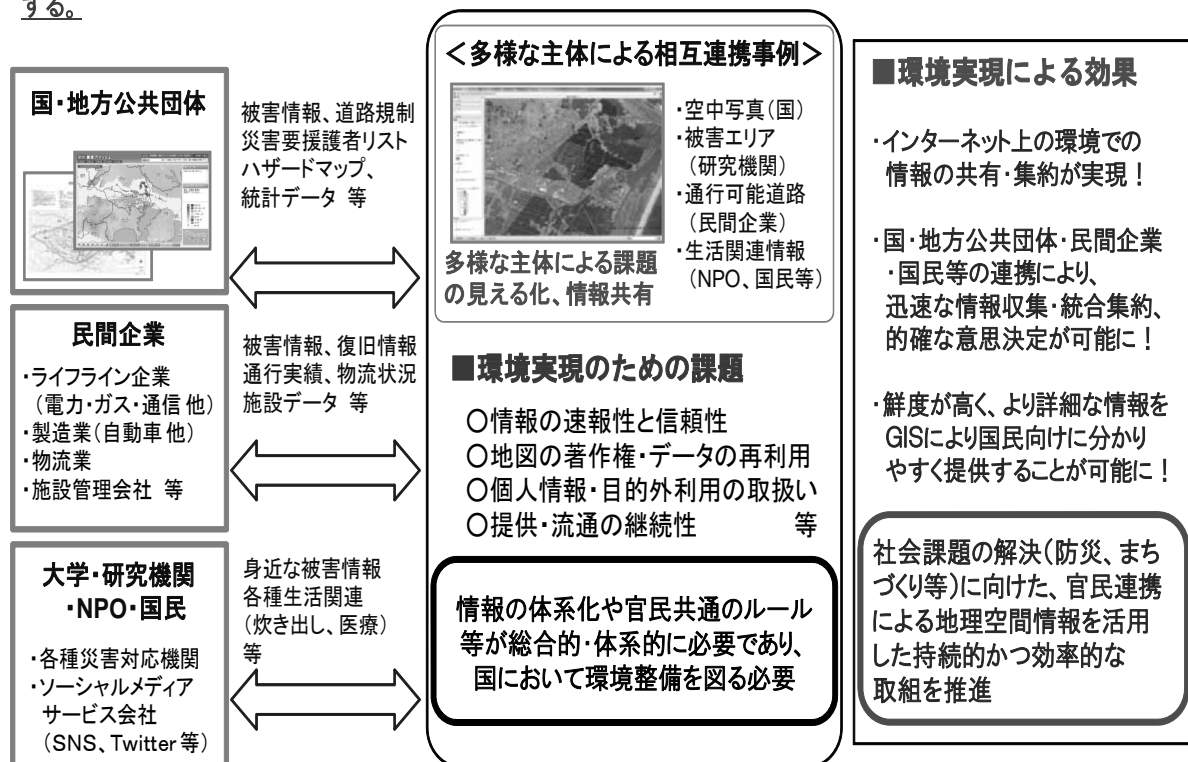 する。
国・地方公共団体
被害情報、道路規制
災害要援護者リスト
ハザードマップ、
統計データ 等
民間企業
・ライフライン企業
（電力・ガス・通信 他）
・製造業（自動車 他）
・物流業
・施設管理会社 等
被害情報、復旧情報
通行実績、物流状況
施設データ 等
大学・研究機関
・NPO・国民
・各種災害対応機関
・ソーシャルメディア
サービス会社
（SNS、Twitter 等）
身近な被害情報
各種生活関連
（炊き出し、医療）
等
＜多様な主体による相互連携事例＞
・空中写真（国）
・被害エリア
（研究機関）
・通行可能道路
（民間企業）
・生活関連情報
（NPO、国民等）
多様な主体による課題
の見える化、情報共有
■環境実現のための課題
○情報の速報性と信頼性
○地図の著作権・データの再利用
○個人情報・目的外利用の取扱い
○提供・流通の継続性 等
情報の体系化や官民共通のルール
等が総合的・体系的に必要であり、
国において環境整備を図る必要
■環境実現による効果
・インターネット上の環境での
情報の共有・集約が実現！
・国・地方公共団体・民間企業
・国民等の連携により、
迅速な情報収集・統合集約、
的確な意思決定が可能に！
・鮮度が高く、より詳細な情報を
GISにより国民向けに分かり
やすく提供することが可能に！
社会課題の解決（防災、まち
づくり等）に向けた、官民連携
による地理空間情報を活用
した持続的かつ効率的な
取組を推進